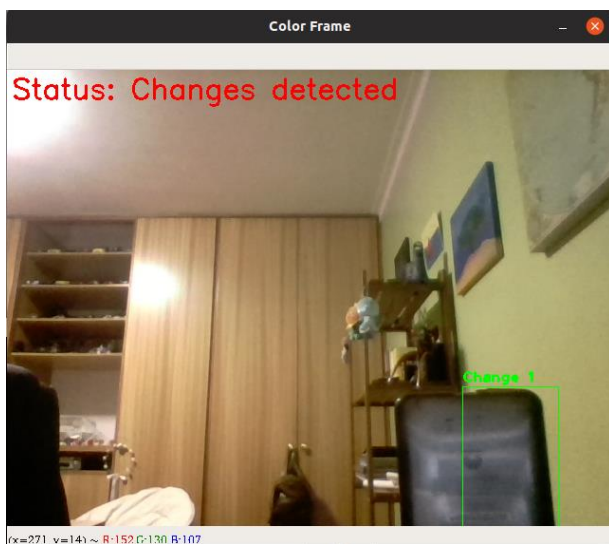 Color Frame
Status: Changes detected
Change 1
(x=271, y=14) ~ R:152 G:130 B:107